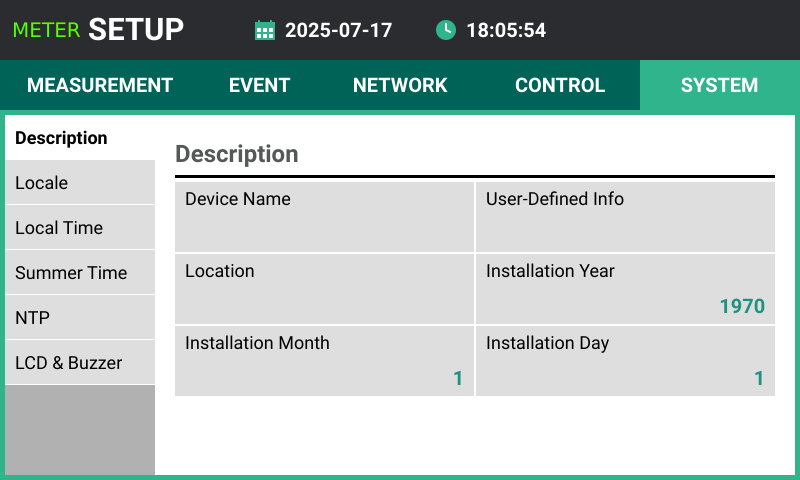 METER SETUP 2025-07-17 18:05:54
MEASUREMENT EVENT NETWORK CONTROL SYSTEM
Description
Locale
Local Time
Summer Time
NTP
LCD & Buzzer
Description
Device Name User-Defined Info
Location Installation Year
1970
Installation Month Installation Day
1 1